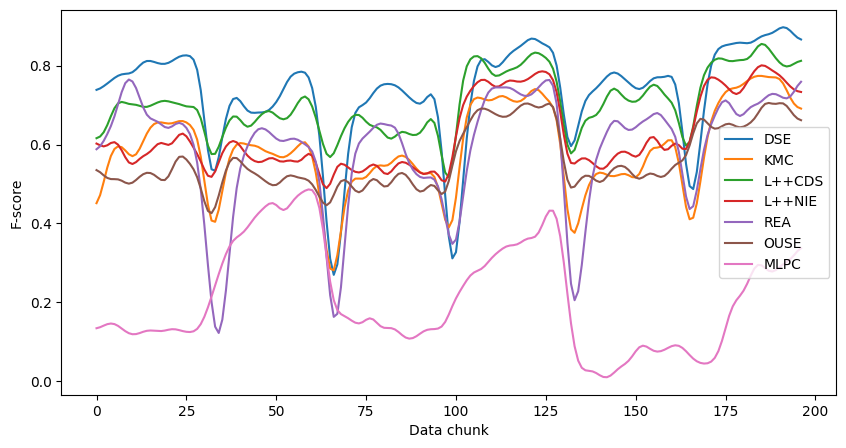 0.8
0.6
0.4
0.2
0.0
F-score
0 25 50 75 100 125 150 175 200
Data chunk
DSE
KMC
L++CDS
L++NIE
REA
OUSE
MLPC